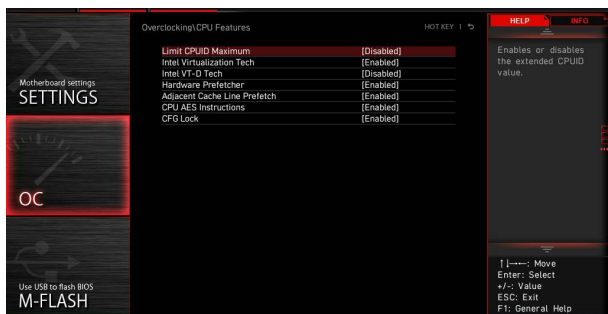 Overclocking\CPU Features
HOT KEY |
HELP
INFO
Motherboard settings
SETTINGS
OC
Use USB to flash BIOS
M-FLASH
Limit CPUID Maximum [Disabled]
Intel Virtualization Tech [Enabled]
Intel VT-D Tech [Disabled]
Hardware Prefetcher [Enabled]
Adjacent Cache Line Prefetch [Enabled]
CPU AES Instructions [Enabled]
CFG Lock [Enabled]
Enables or disables
the extended CPUID
value.
↑↓→←: Move
Enter: Select
+/-: Value
ESC: Exit
F1: General Help